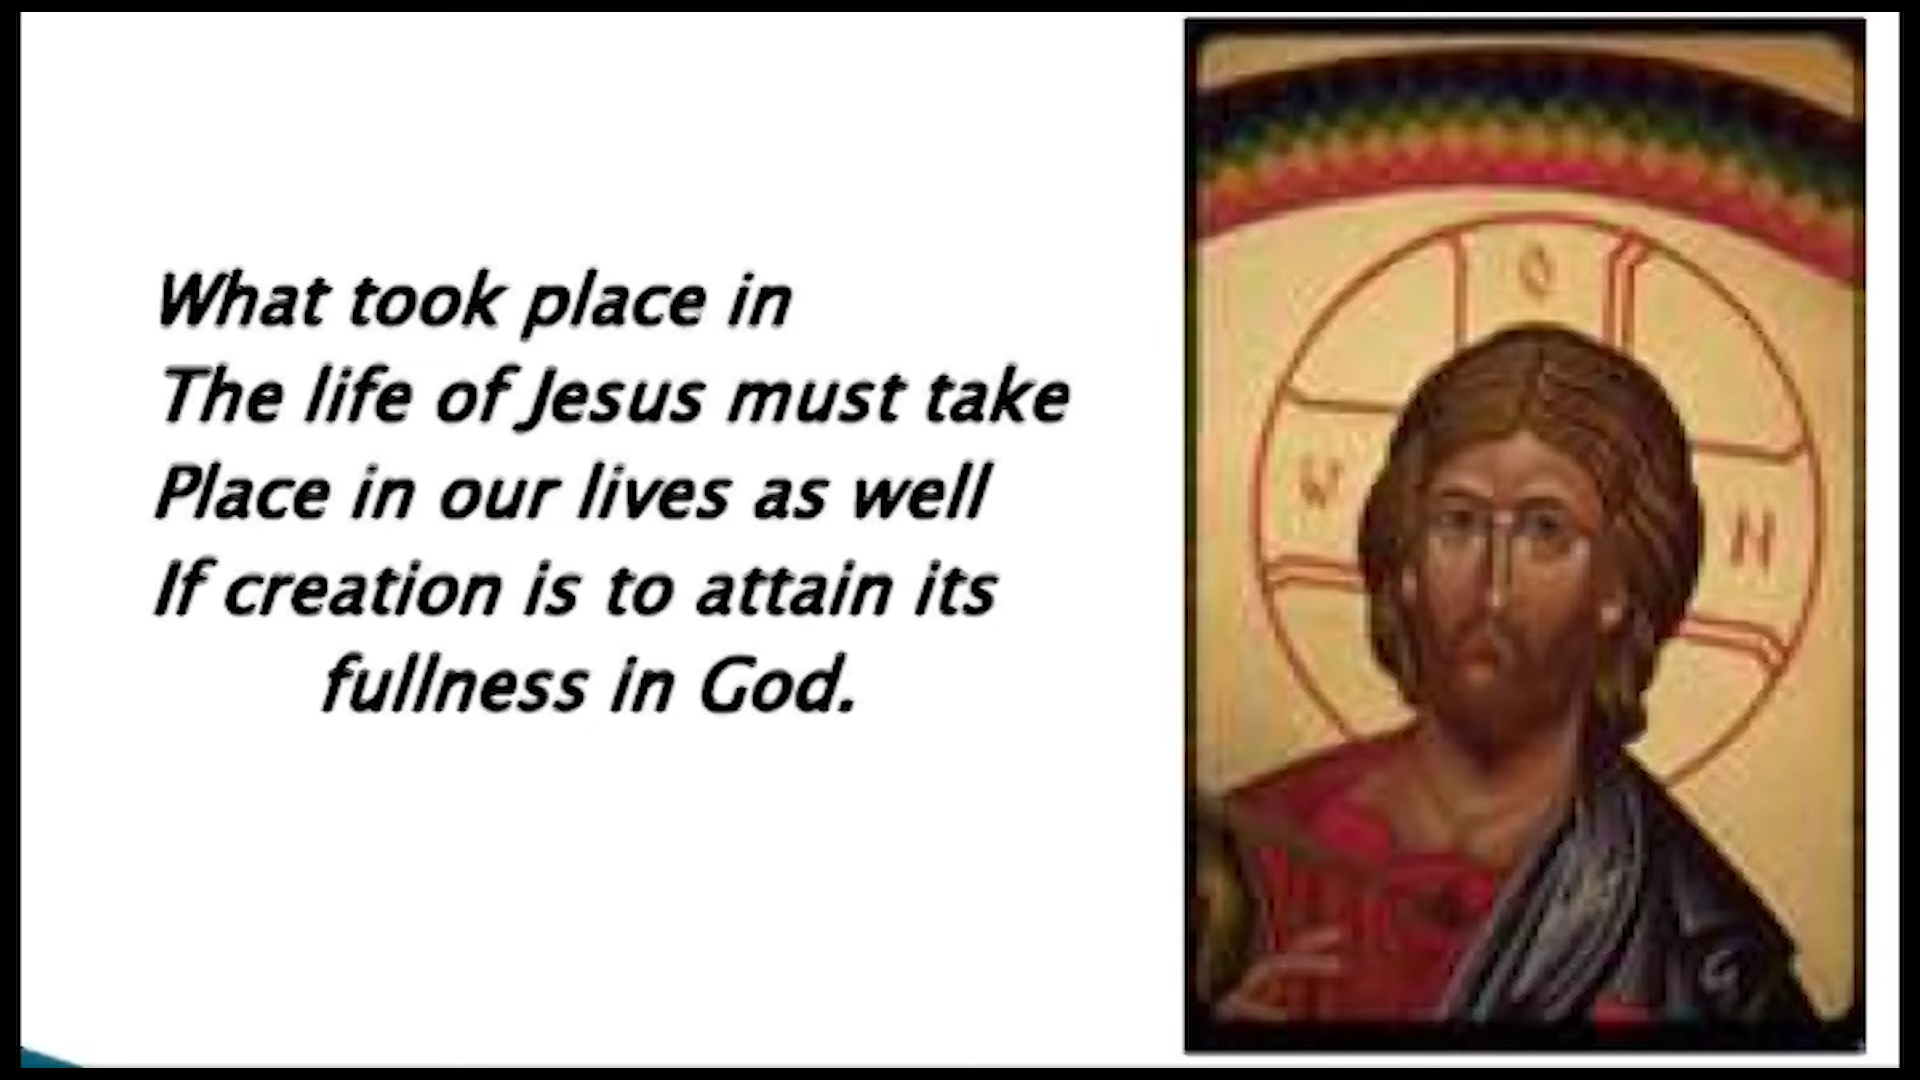 What took place in
The life of Jesus must take
Place in our lives as well
If creation is to attain its
fullness in God.
Ο
Η